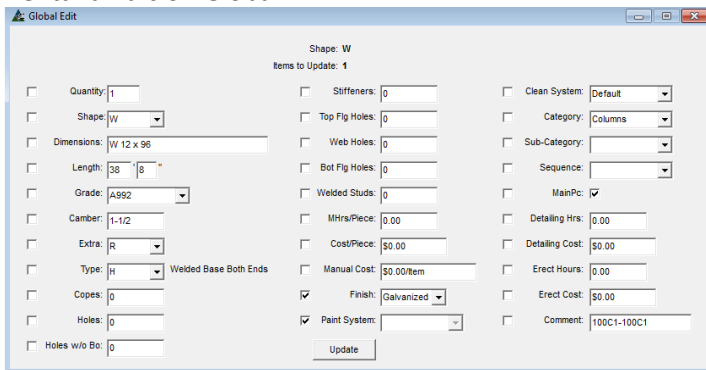 Global Edit
Shape: W
Items to Update: 1
Quantity: 1
Stiffeners: 0
Clean System: Default
Shape: W
Top Flg Holes: 0
Category: Columns
Dimensions: W 12 x 96
Web Holes: 0
Sub-Category:
Length: 38 ' 8 "
Bot Flg Holes: 0
Sequence:
Grade: A992
Welded Studs: 0
MainPc:
Camber: 1-1/2
MHrs/Piece: 0.00
Detailing Hrs: 0.00
Extra: R
Cost/Piece: $0.00
Detailing Cost: $0.00
Type: H Welded Base Both Ends
Manual Cost: $0.00/Item
Erect Hours: 0.00
Copes: 0
Finish: Galvanized
Erect Cost: $0.00
Holes: 0
Paint System:
Comment: 100C1-100C1
Holes w/o Bo: 0
Update